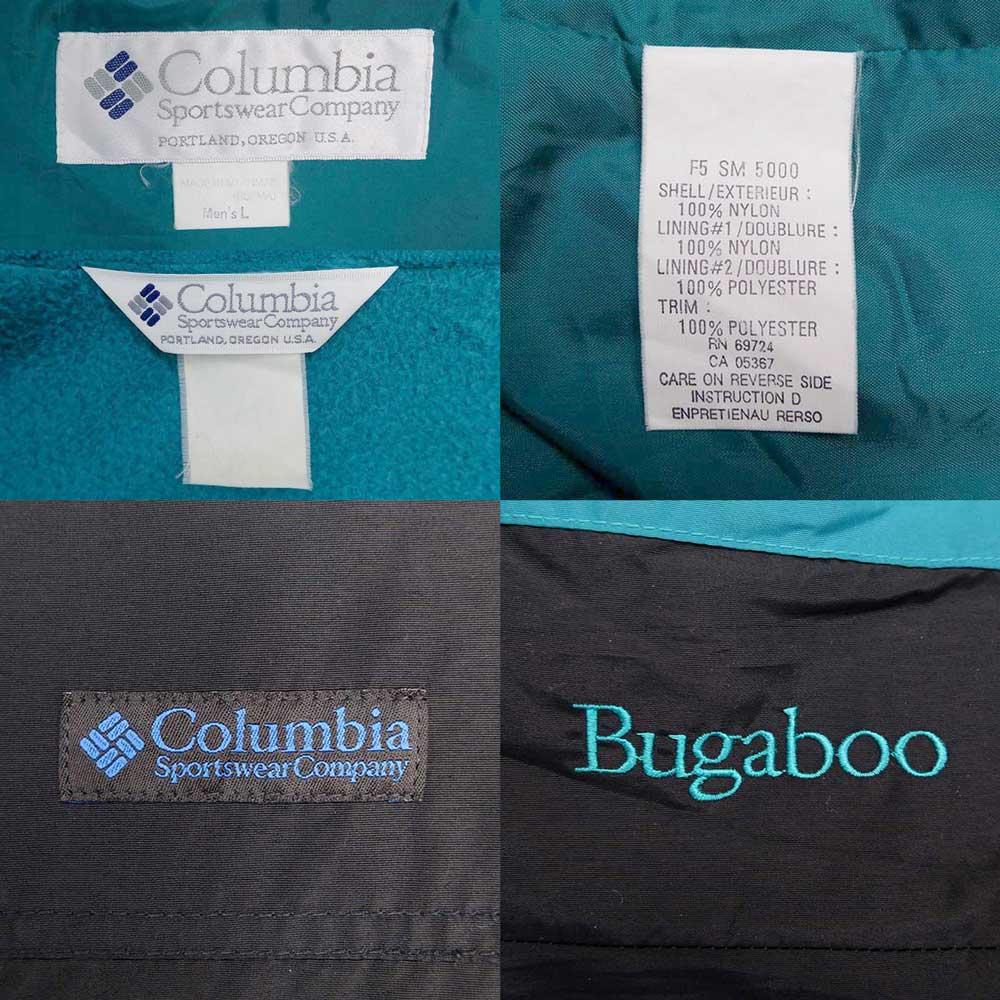 Columbia
Sportswear Company
PORTLAND, OREGON U.S.A.
Men's L
Columbia
Sportswear Company
PORTLAND, OREGON U.S.A.
F5 SM 5000
SHELL/EXTERIEUR :
100% NYLON
LINING#1/DOUBLURE :
100% NYLON
LINING#2/DOUBLURE :
100% POLYESTER
TRIM :
100% POLYESTER
RN 69724
CA 05367
CARE ON REVERSE SIDE
INSTRUCTION D
ENPRETIENAU RERSO
Columbia
Sportswear Company
Bugaboo